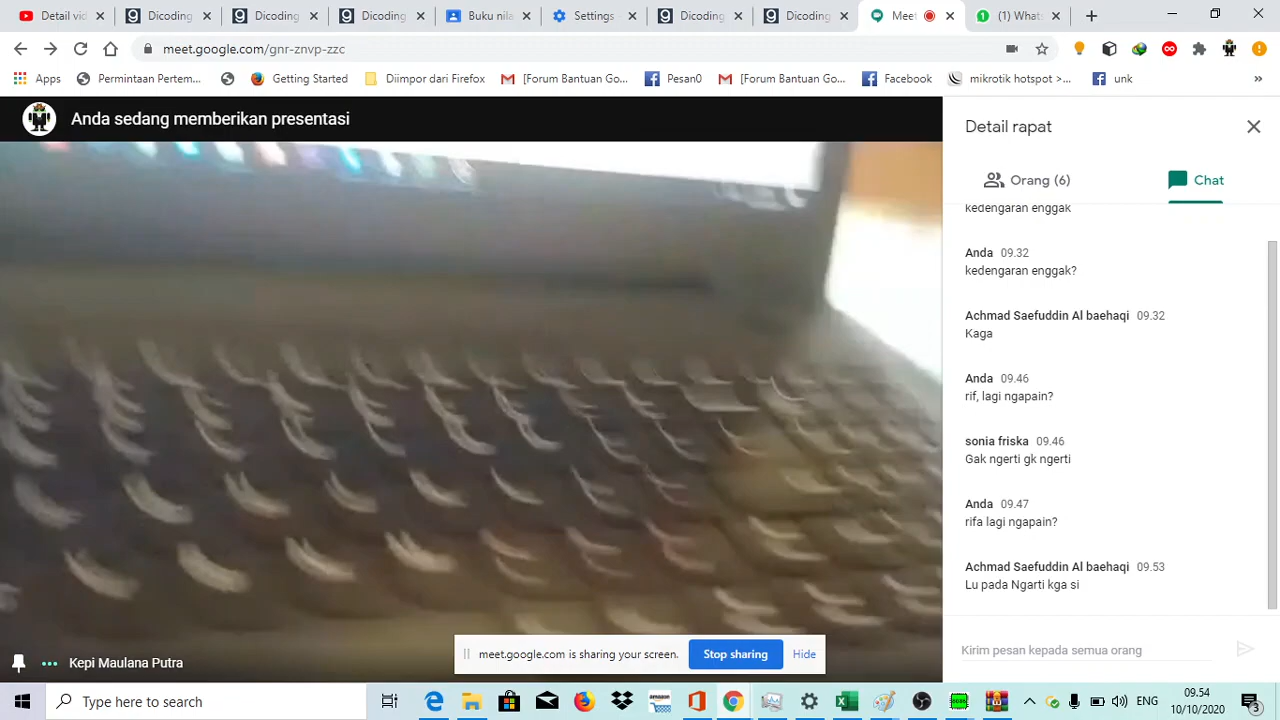 Detail vid
Dicoding
Dicoding
Dicoding
Buku nila
Settings
Dicoding
Dicoding
Meet
(1) Whats
meet.google.com/gnr-znvp-zzc
Apps
Permintaan Pertem...
Getting Started
Diimpor dari Firefox
[Forum Bantuan Go...
Pesan0
[Forum Bantuan Go...
Facebook
mikrotik hotspot >...
unk
»
Anda sedang memberikan presentasi
Detail rapat
Orang (6)
Chat
kedengaran enggak
Anda 09.32
kedengaran enggak?
Achmad Saefuddin Al baehaqi 09.32
Kaga
Anda 09.46
rif, lagi ngapain?
sonia friska 09.46
Gak ngerti gk ngerti
Anda 09.47
rifa lagi ngapain?
Achmad Saefuddin Al baehaqi 09.53
Lu pada Ngarti kga si
Kirim pesan kepada semua orang
Kepi Maulana Putra
meet.google.com is sharing your screen.
Stop sharing
Hide
Type here to search
ENG
09.54
10/10/2020
3